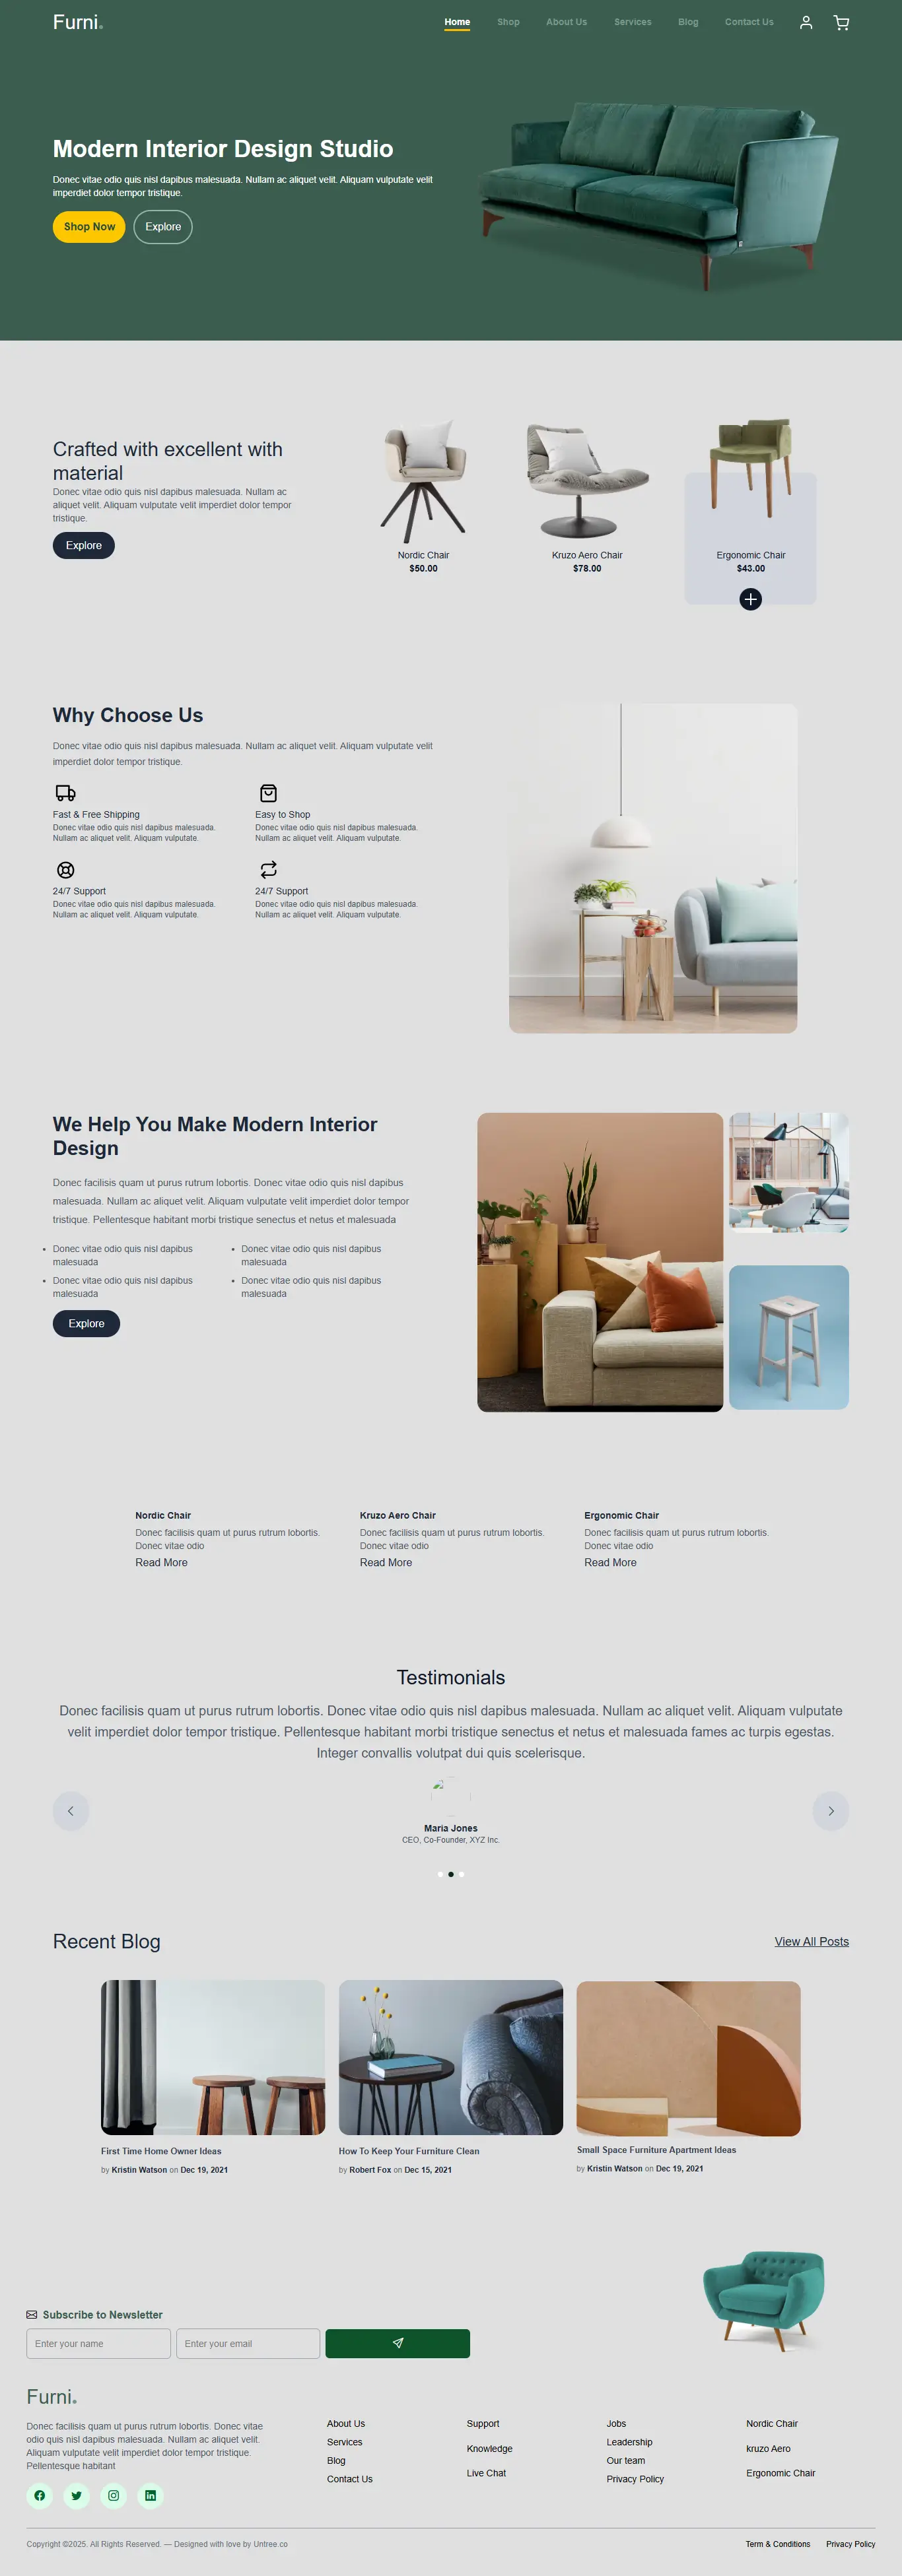 Furni.
Home Shop About Us Services Blog Contact Us
Modern Interior Design Studio
Donec vitae odio quis nisl dapibus malesuada. Nullam ac aliquet velit. Aliquam vulputate velit
imperdiet dolor tempor tristique.
Shop Now Explore
Crafted with excellent with
material
Donec vitae odio quis nisl dapibus malesuada. Nullam ac
aliquet velit. Aliquam vulputate velit imperdiet dolor tempor
tristique.
Explore
Nordic Chair
$50.00
Kruzo Aero Chair
$78.00
Ergonomic Chair
$43.00
Why Choose Us
Donec vitae odio quis nisl dapibus malesuada. Nullam ac aliquet velit. Aliquam vulputate velit
imperdiet dolor tempor tristique.
Fast & Free Shipping
Donec vitae odio quis nisl dapibus malesuada.
Nullam ac aliquet velit. Aliquam vulputate.
Easy to Shop
Donec vitae odio quis nisl dapibus malesuada.
Nullam ac aliquet velit. Aliquam vulputate.
24/7 Support
Donec vitae odio quis nisl dapibus malesuada.
Nullam ac aliquet velit. Aliquam vulputate.
24/7 Support
Donec vitae odio quis nisl dapibus malesuada.
Nullam ac aliquet velit. Aliquam vulputate.
We Help You Make Modern Interior
Design
Donec facilisis quam ut purus rutrum lobortis. Donec vitae odio quis nisl dapibus
malesuada. Nullam ac aliquet velit. Aliquam vulputate velit imperdiet dolor tempor
tristique. Pellentesque habitant morbi tristique senectus et netus et malesuada
Donec vitae odio quis nisl dapibus
malesuada
Donec vitae odio quis nisl dapibus
malesuada
Donec vitae odio quis nisl dapibus
malesuada
Donec vitae odio quis nisl dapibus
malesuada
Explore
Nordic Chair
Donec facilisis quam ut purus rutrum lobortis.
Donec vitae odio
Read More
Kruzo Aero Chair
Donec facilisis quam ut purus rutrum lobortis.
Donec vitae odio
Read More
Ergonomic Chair
Donec facilisis quam ut purus rutrum lobortis.
Donec vitae odio
Read More
Testimonials
Donec facilisis quam ut purus rutrum lobortis. Donec vitae odio quis nisl dapibus malesuada. Nullam ac aliquet velit. Aliquam
vulputate velit imperdiet dolor tempor tristique. Pellentesque habitant morbi tristique senectus et netus et malesuada fames ac turpis egestas.
Integer convallis volutpat dui quis scelerisque.
Maria Jones
CEO, Co-Founder, XYZ Inc.
Recent Blog
View All Posts
First Time Home Owner Ideas
by Kristin Watson on Dec 19, 2021
How To Keep Your Furniture Clean
by Robert Fox on Dec 15, 2021
Small Space Furniture Apartment Ideas
by Kristin Watson on Dec 19, 2021
Subscribe to Newsletter
Enter your name
Enter your email
Furni.
Donec facilisis quam ut purus rutrum lobortis. Donec vitae
odio quis nisl dapibus malesuada. Nullam ac aliquet velit.
Aliquam vulputate velit imperdiet dolor tempor tristique.
Pellentesque habitant
About Us
Services
Blog
Contact Us
Support
Knowledge
Live Chat
Jobs
Leadership
Our team
Privacy Policy
Nordic Chair
kruzo Aero
Ergonomic Chair
Copyright ©2025. All Rights Reserved. — Designed with love by Untree.co
Term & Conditions
Privacy Policy